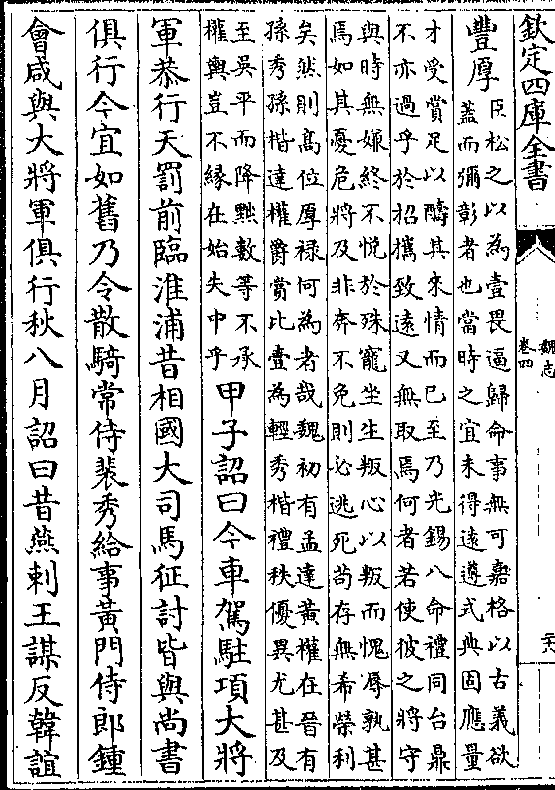 欽定四庫全書
魏志
卷四
豐厚
臣松之以為壹畏逼歸命事無可嘉格以古義欲
蓋而彌彰者也當時之宜未得遠遵式典固應量
才受賞足以醻其來情而已至乃光錫八命禮同台鼎
不亦過乎於招攜致遠又無取焉何者若使彼之將守
與時無嫌終不悅於殊寵坐生叛心以叛而愧辱孰甚
焉如其憂危將及非奔不免則必逃死苟存無希榮利
矣然則高位厚祿何為者哉魏初有孟達黃權在晉有
孫秀孫楷達權爵賞比壹為輕秀楷禮秩優異尤甚及
至吳平而降黜數等不承
權輿豈不緣在始失中乎
甲子詔曰今車駕駐項大將
軍恭行天罰前臨淮浦昔相國大司馬征討皆與尚書
俱行今宜如舊乃令散騎常侍裴秀給事黃門侍郎鍾
會咸與大將軍俱行秋八月詔曰昔燕剌王謀反韓誼